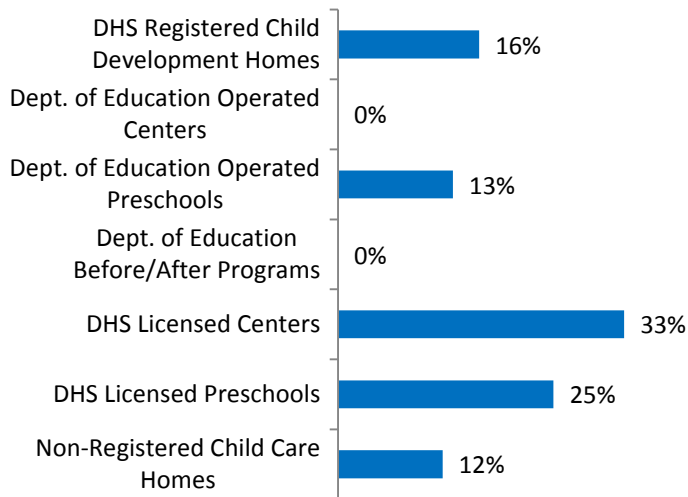 DHS Registered Child
Development Homes
16%
Dept. of Education Operated
Centers
0%
Dept. of Education Operated
Preschools
13%
Dept. of Education
Before/After Programs
0%
DHS Licensed Centers
33%
DHS Licensed Preschools
25%
Non-Registered Child Care
Homes
12%